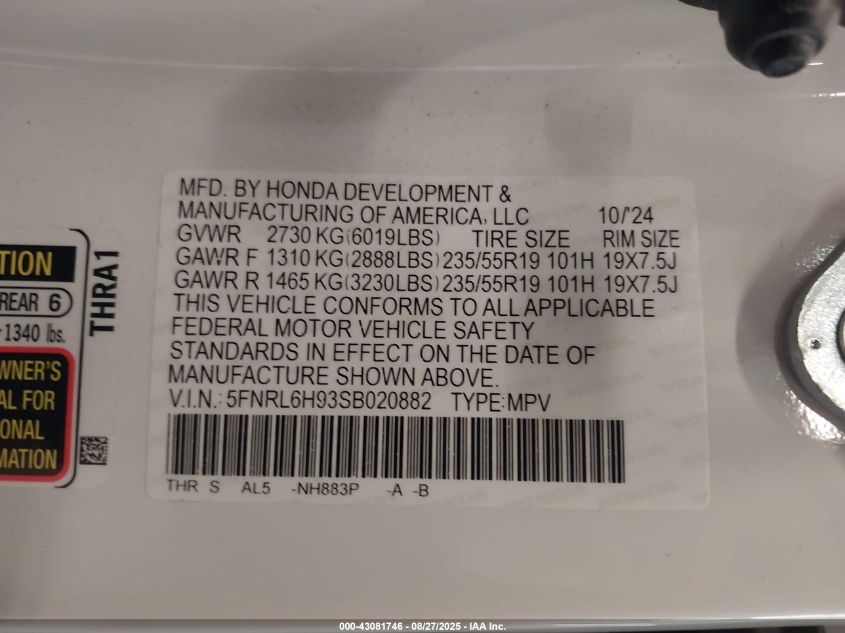 MFD. BY HONDA DEVELOPMENT &
MANUFACTURING OF AMERICA, LLC 10/'24
GVWR 2730 KG(6019LBS) TIRE SIZE RIM SIZE
GAWR F 1310 KG(2888LBS) 235/55R19 101H 19X7.5J
GAWR R 1465 KG(3230LBS) 235/55R19 101H 19X7.5J
THIS VEHICLE CONFORMS TO ALL APPLICABLE
FEDERAL MOTOR VEHICLE SAFETY
STANDARDS IN EFFECT ON THE DATE OF
MANUFACTURE SHOWN ABOVE.
V.I.N.: 5FNRL6H93SB020882 TYPE:MPV
THR S AL5 -NH883P -A -B
TION
REAR 6
1340 lbs.
WNER'S
AL FOR
ONAL
MATION
THRA1
000-43081746 - 08/27/2025 - IAA Inc.